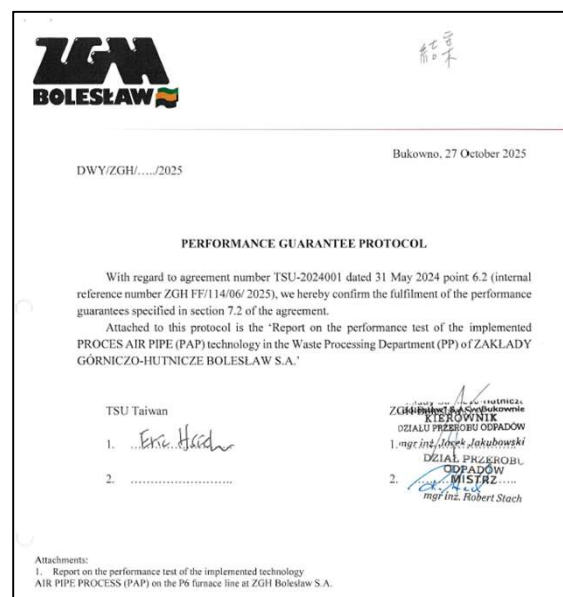 ZGH
BOLESŁAW
結案
Bukowno, 27 October 2025
DWY/ZGH/…../2025
PERFORMANCE GUARANTEE PROTOCOL
With regard to agreement number TSU-2024001 dated 31 May 2024 point 6.2 (internal
reference number ZGH FF/114/06/ 2025), we hereby confirm the fulfilment of the performance
guarantees specified in section 7.2 of the agreement.
Attached to this protocol is the ‘Report on the performance test of the implemented
PROCES AIR PIPE (PAP) technology in the Waste Processing Department (PP) of ZAKŁADY
GÓRNICZO-HUTNICZE BOLESŁAW S.A.’
TSU Taiwan
1.
2. ……………………..
KIEROWNIK
DZIAŁU PRZEROBU ODPADÓW
1. mgr inż. Jacek Jakubowski
DZIAŁ PRZEROBU
ODPADÓW
2. MISTRZ
mgr inż. Robert Stach
Attachments:
1. Report on the performance test of the implemented technology
AIR PIPE PROCESS (PAP) on the P6 furnace line at ZGH Bolesław S.A.